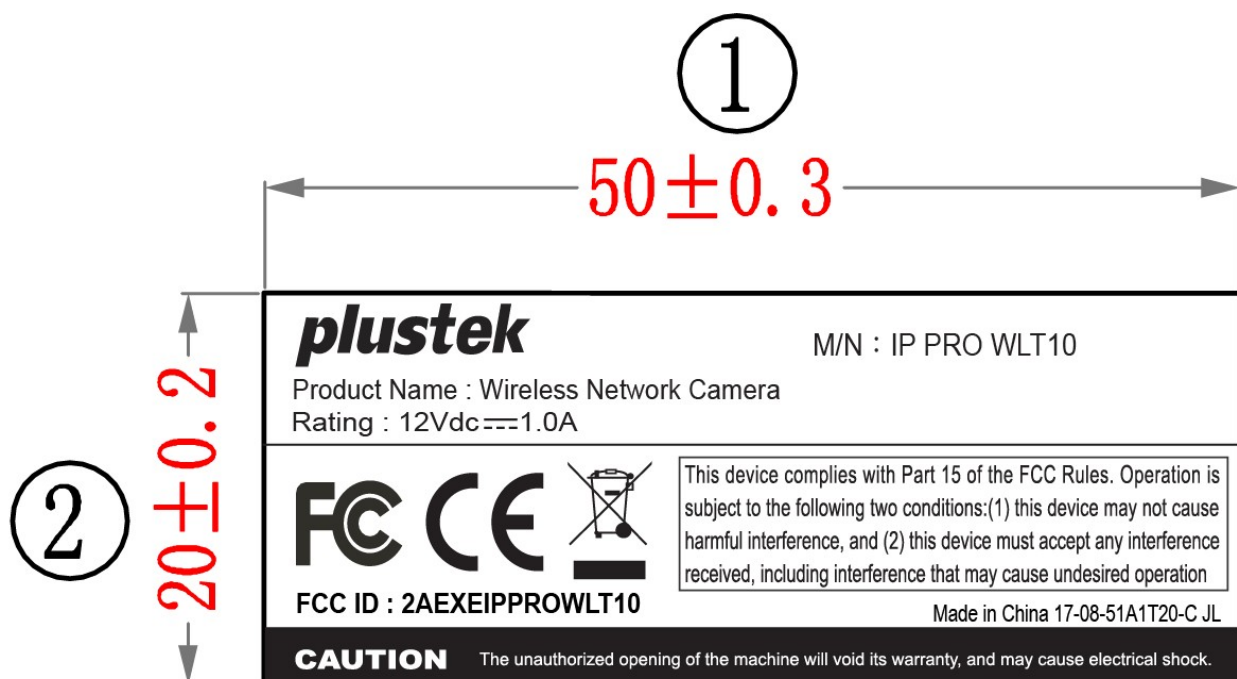 ①
50±0.3
plustek
M/N : IP PRO WLT10
Product Name : Wireless Network Camera
Rating : 12Vdc⎓1.0A
②
20±0.2
FC CE
This device complies with Part 15 of the FCC Rules. Operation is
subject to the following two conditions:(1) this device may not cause
harmful interference, and (2) this device must accept any interference
received, including interference that may cause undesired operation
FCC ID : 2AEXEIPPROWLT10
Made in China 17-08-51A1T20-C JL
CAUTION The unauthorized opening of the machine will void its warranty, and may cause electrical shock.